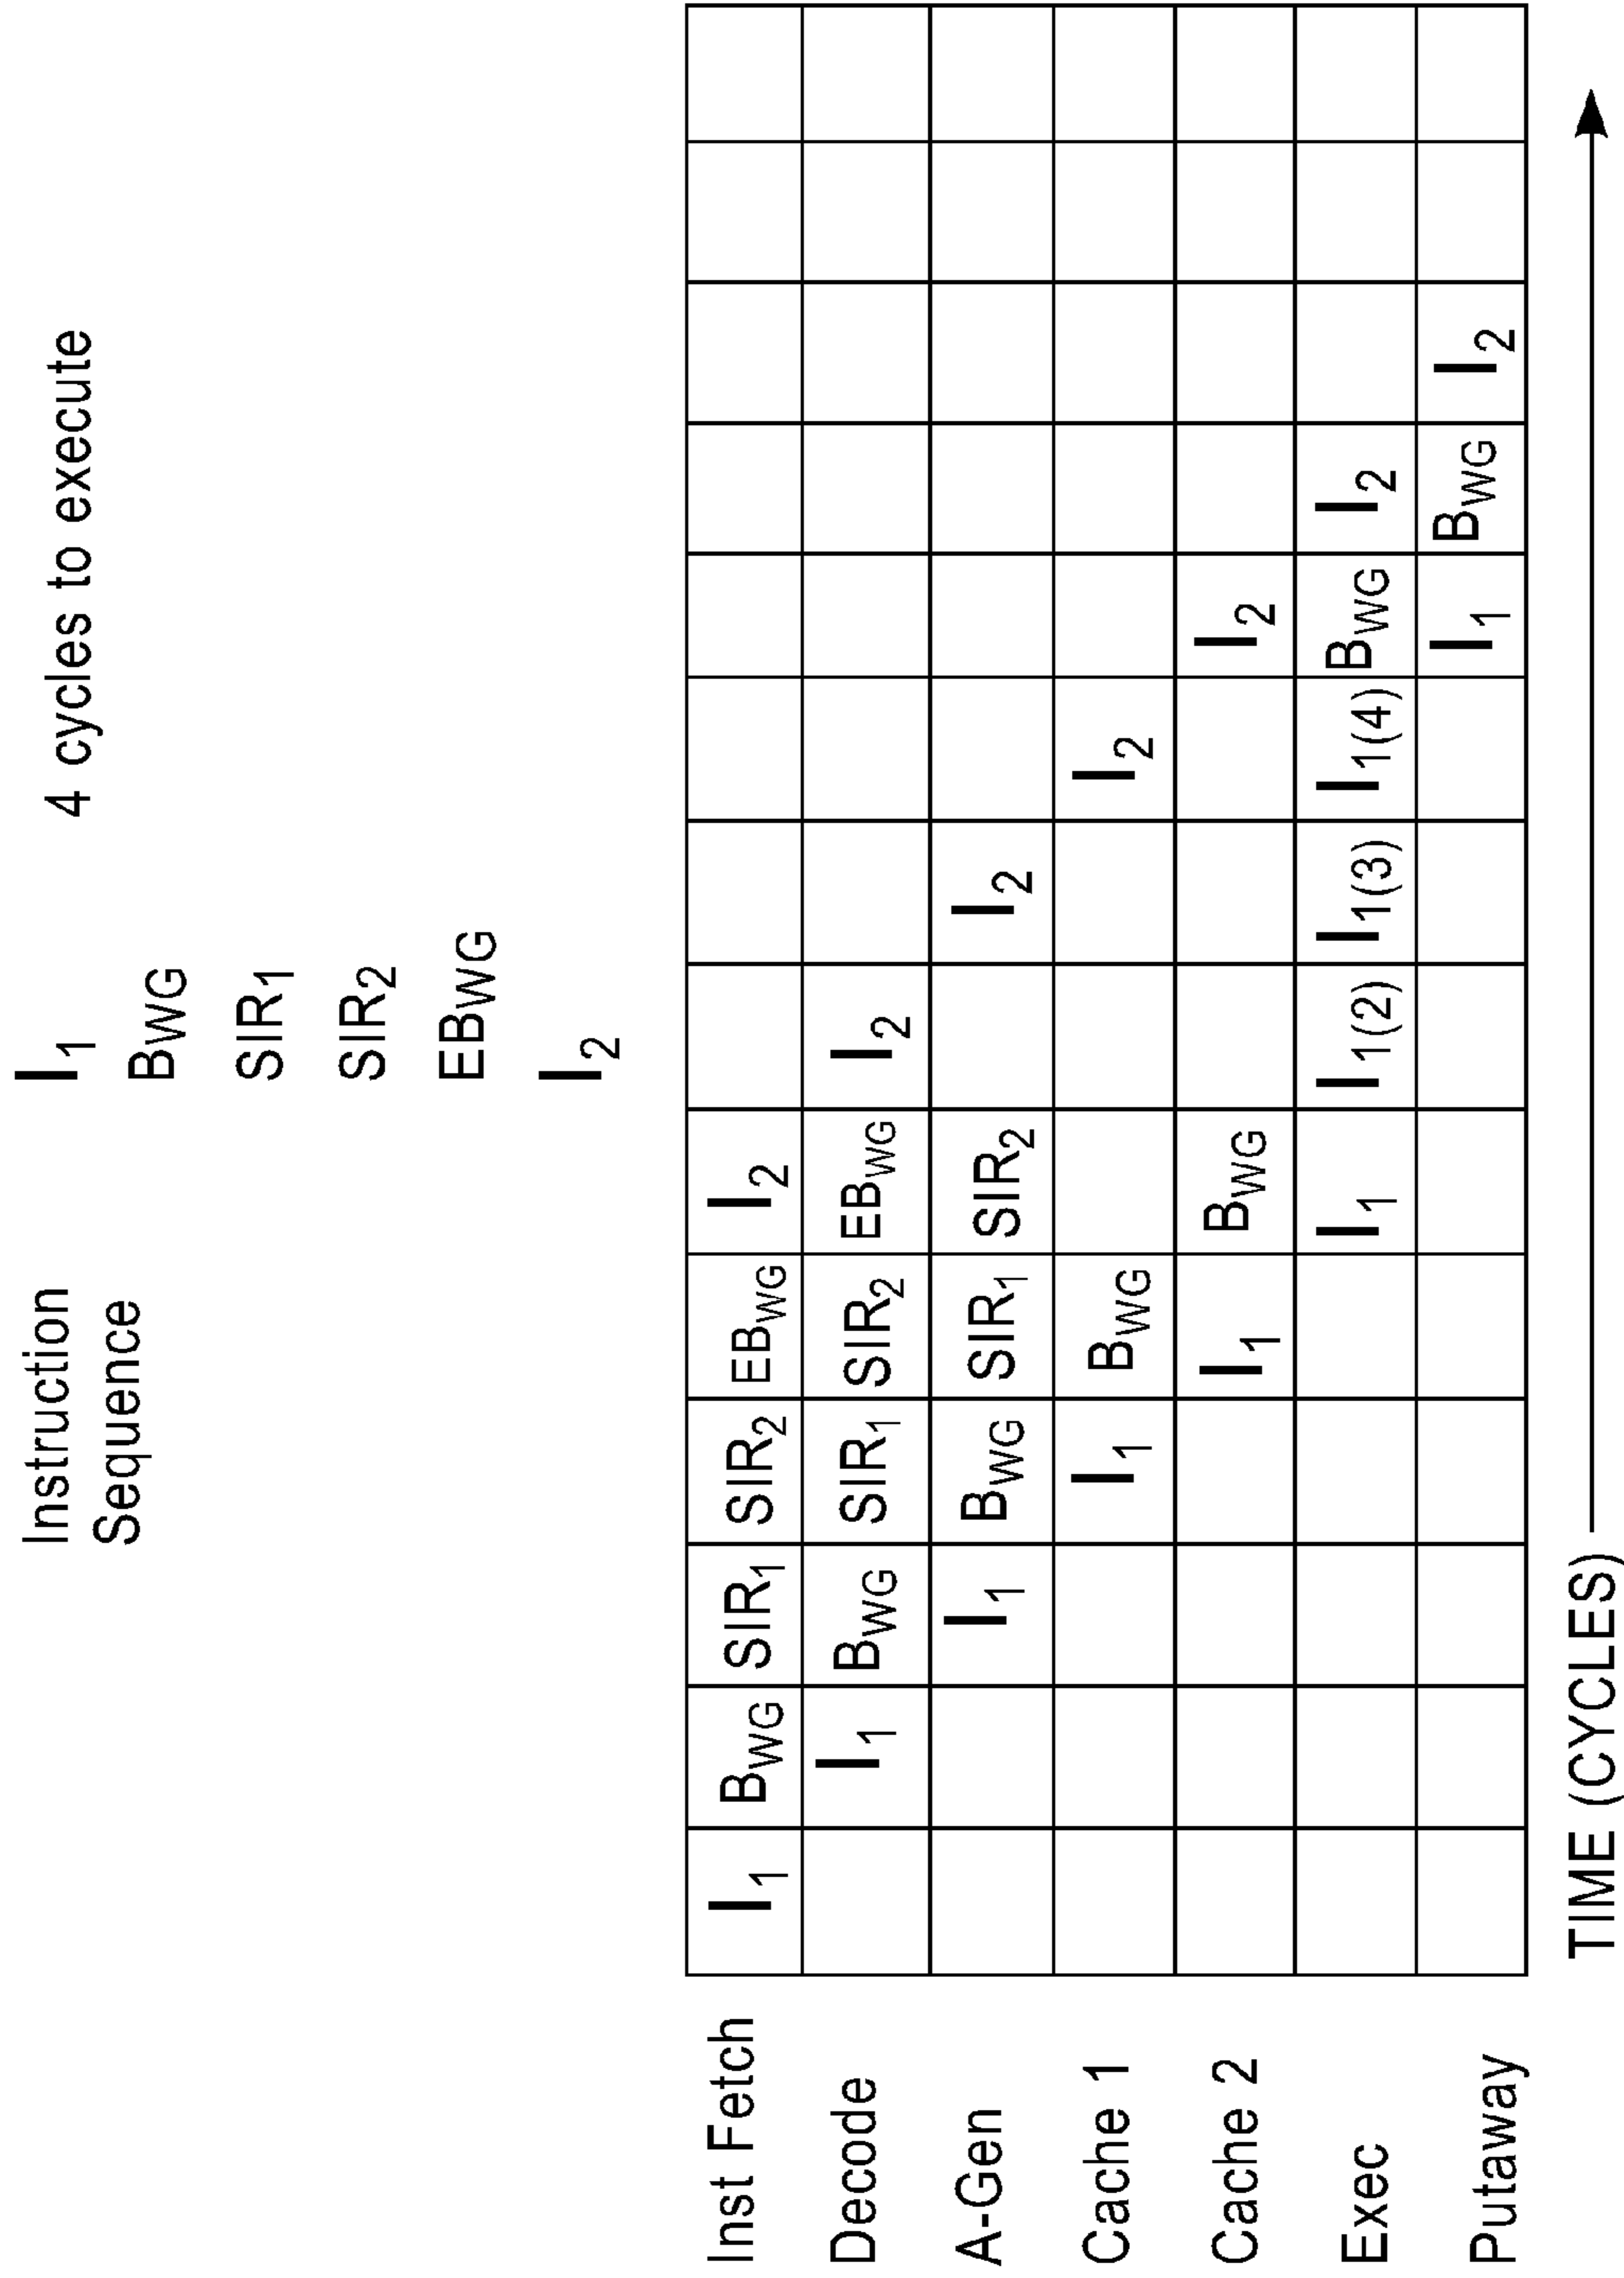 Instruction Sequence I1 4 cycles to execute
BWG
SIR1
SIR2
EBWG
I2
Inst Fetch I1 BWG SIR1 SIR2 EBWG I2
Decode I1 BWG SIR1 SIR2 EBWG I2
A-Gen I1 BWG SIR1 SIR2 I2
Cache 1 I1 BWG I2
Cache 2 I1 BWG I2
Exec I1 I1(2) I1(3) I1(4) BWG I2
Putaway I1 BWG I2
TIME (CYCLES)